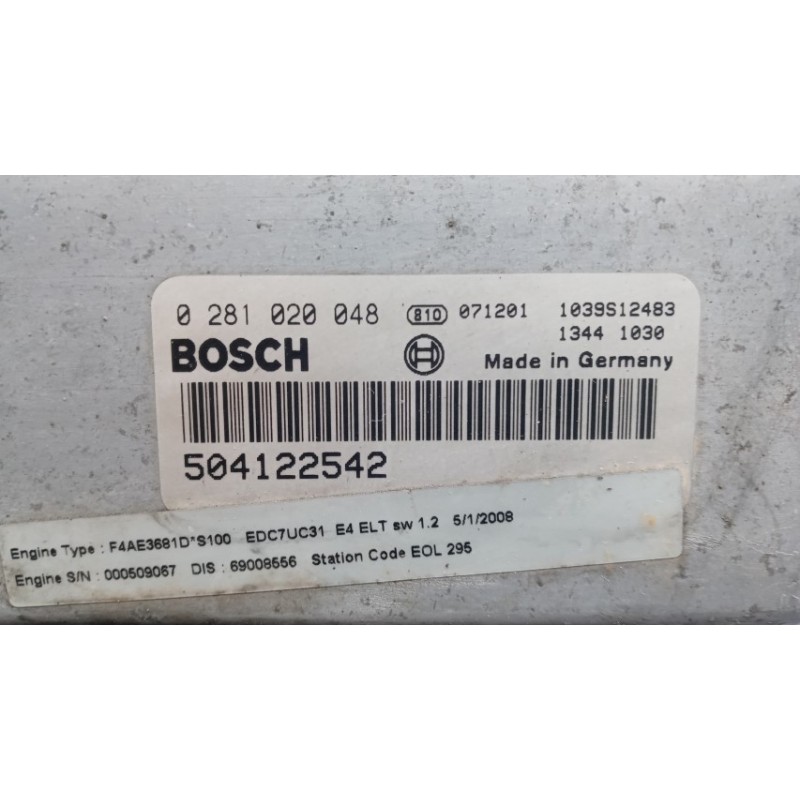 0 281 020 048 810 071201 1039S12483
1344 1030
BOSCH Made in Germany
504122542
Engine Type : F4AE3681D*S100 EDC7UC31 E4 ELT sw 1.2 5/1/2008
Engine S/N : 000509067 DIS : 69008556 Station Code EOL 295